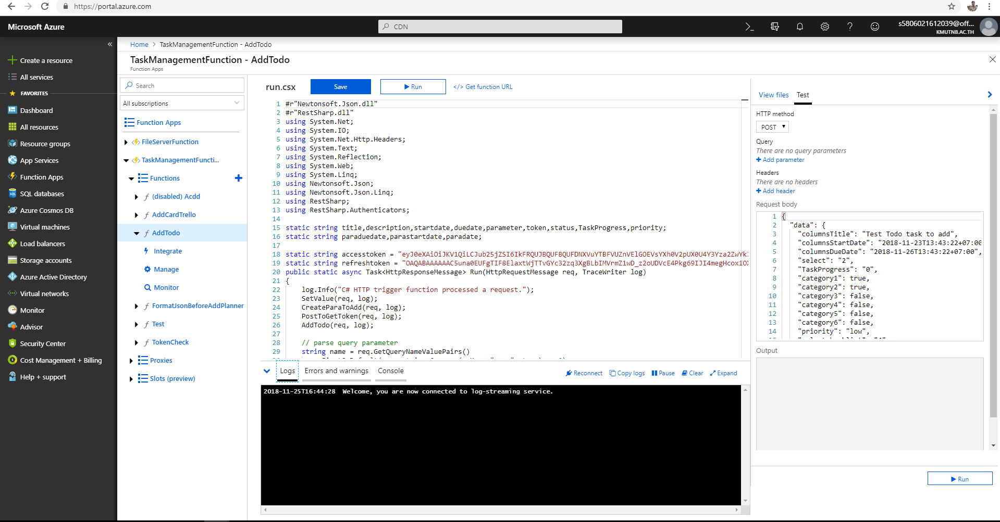 https://portal.azure.com
Microsoft Azure
CDN
s5806021612039@off...
KMUTNB.AC.TH
Create a resource
All services
FAVORITES
Dashboard
All resources
Resource groups
App Services
Function Apps
SQL databases
Azure Cosmos DB
Virtual machines
Load balancers
Storage accounts
Azure Active Directory
Virtual networks
Monitor
Advisor
Security Center
Cost Management + Billing
Help + support
Home > TaskManagementFunction - AddTodo
TaskManagementFunction - AddTodo
Function Apps
Search
All subscriptions
Function Apps
FileServerFunction
TaskManagementFuncti...
Functions
(disabled) Acdd
AddCardTrello
AddTodo
Integrate
Manage
Monitor
FormatJsonBeforeAddPlanner
Test
TokenCheck
Proxies
Slots (preview)
run.csx
Save
Run
</> Get function URL
1 #r"Newtonsoft.Json.dll"
2 #r"RestSharp.dll"
3 using System.Net;
4 using System.IO;
5 using System.Net.Http.Headers;
6 using System.Text;
7 using System.Reflection;
8 using System.Web;
9 using System.Linq;
10 using Newtonsoft.Json;
11 using Newtonsoft.Json.Linq;
12 using RestSharp;
13 using RestSharp.Authenticators;
14
15 static string title,description,startdate,duedate,parameter,token,status,TaskProgress,priority;
16 static string paraduedate,parastartdate,paradate;
17
18 static string accesstoken =
19 static string refreshtoken =
20 public static async Task<HttpResponseMessage> Run(HttpRequestMessage req, TraceWriter log)
21 {
22 log.Info("C# HTTP trigger function processed a request.");
23 SetValue(req, log);
24 CreateParaToAdd(req, log);
25 PostToGetToken(req, log);
26 AddTodo(req, log);
27
28 // parse query parameter
29 string name = req.GetQueryNameValuePairs()
Logs
Errors and warnings
Console
Reconnect
Copy logs
Pause
Clear
Expand
2018-11-25T16:44:28 Welcome, you are now connected to log-streaming service.
View files
Test
HTTP method
POST
Query
There are no query parameters
Add parameter
Headers
There are no headers
Add header
Request body
1 {
2 "data": {
3 "columnsTitle": "Test Todo task to add",
4 "columnsStartDate": "2018-11-23T13:43:22+07:00
5 "columnsDueDate": "2018-11-26T13:43:22+07:00",
6 "select": "2",
7 "TaskProgress": "0",
8 "category1": true,
9 "category2": true,
10 "category3": false,
11 "category4": false,
12 "category5": false,
13 "category6": false,
14 "priority": "low",
Output
Run